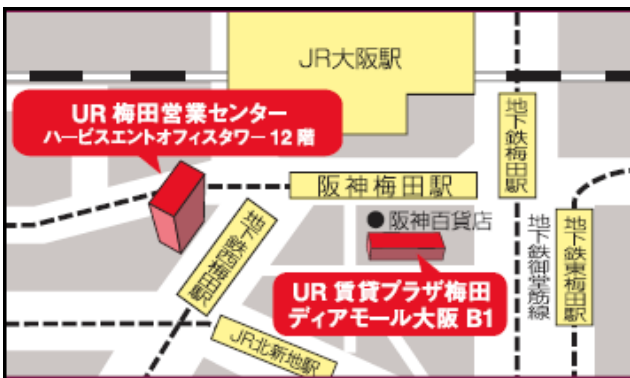 JR大阪駅
UR 梅田営業センター
ハービスエントオフィスタワー 12 階
地下鉄梅田駅
阪神梅田駅
阪神百貨店
地下鉄西梅田駅
地下鉄御堂筋線
地下鉄東梅田駅
UR 賃貸プラザ梅田
ディアモール大阪 B1
JR北新地駅